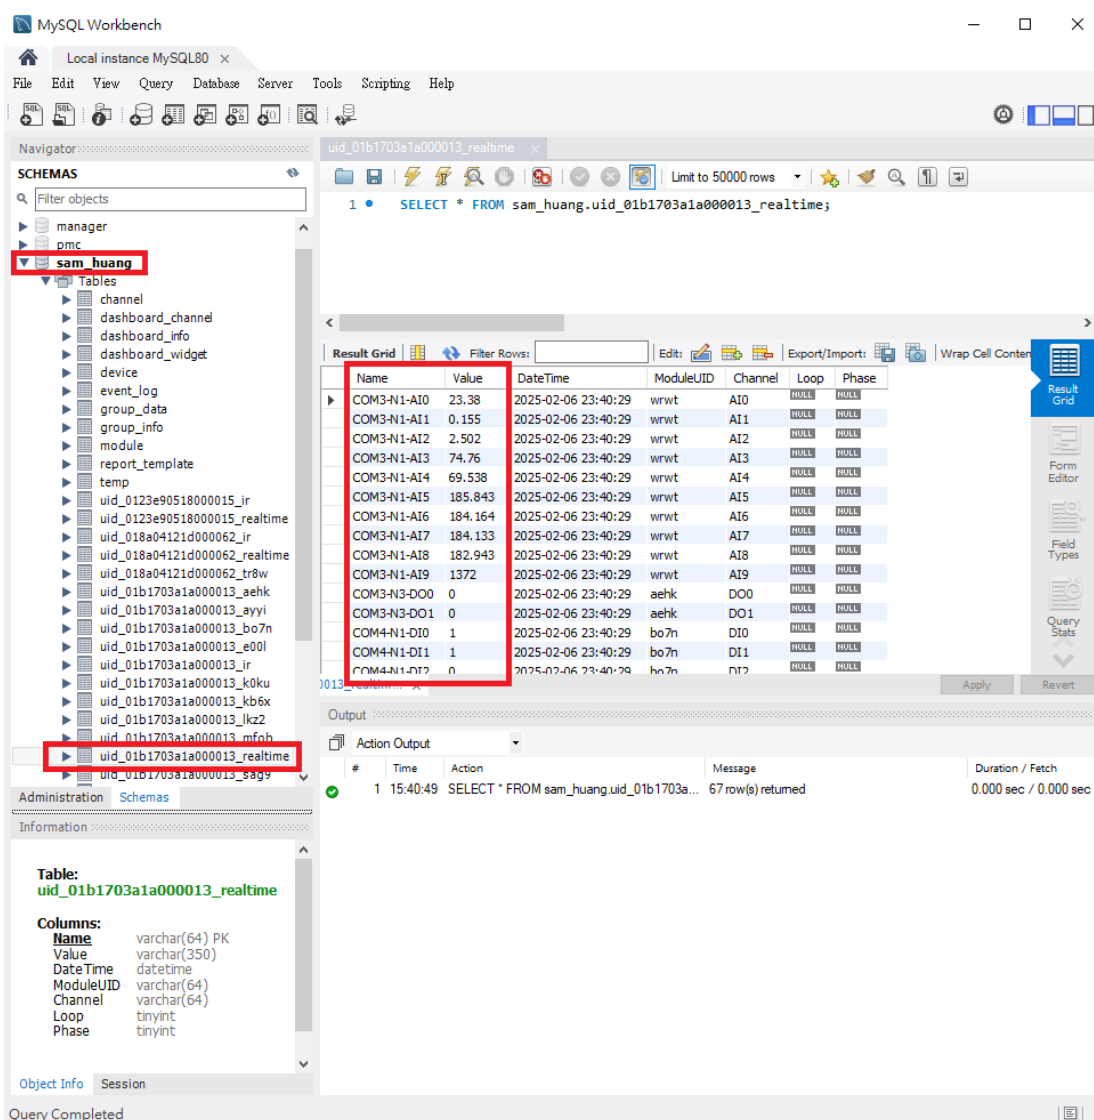 MySQL Workbench
Local instance MySQL80
File Edit View Query Database Server Tools Scripting Help
Navigator
SCHEMAS
Filter objects
manager
pmc
sam_huang
Tables
channel
dashboard_channel
dashboard_info
dashboard_widget
device
event_log
group_data
group_info
module
report_template
temp
uid_0123e90518000015_ir
uid_0123e90518000015_realtime
uid_018a04121d000062_ir
uid_018a04121d000062_realtime
uid_018a04121d000062_tr8w
uid_01b1703a1a000013_aehk
uid_01b1703a1a000013_ayyi
uid_01b1703a1a000013_bo7n
uid_01b1703a1a000013_e00l
uid_01b1703a1a000013_ir
uid_01b1703a1a000013_k0ku
uid_01b1703a1a000013_kb6x
uid_01b1703a1a000013_lkz2
uid_01b1703a1a000013_mfob
uid_01b1703a1a000013_realtime
uid_01b1703a1a000013_sag9
Administration Schemas
Information
Table:
uid_01b1703a1a000013_realtime
Columns:
Name varchar(64) PK
Value varchar(350)
DateTime datetime
ModuleUID varchar(64)
Channel varchar(64)
Loop tinyint
Phase tinyint
Object Info Session
Query Completed
uid_01b1703a1a000013_realtime
Limit to 50000 rows
1 SELECT * FROM sam_huang.uid_01b1703a1a000013_realtime;
Result Grid Filter Rows: Edit: Export/Import: Wrap Cell Conten
Name Value DateTime ModuleUID Channel Loop Phase
COM3-N1-AI0 23.38 2025-02-06 23:40:29 wrwt AI0 NULL NULL
COM3-N1-AI1 0.155 2025-02-06 23:40:29 wrwt AI1 NULL NULL
COM3-N1-AI2 2.502 2025-02-06 23:40:29 wrwt AI2 NULL NULL
COM3-N1-AI3 74.76 2025-02-06 23:40:29 wrwt AI3 NULL NULL
COM3-N1-AI4 69.538 2025-02-06 23:40:29 wrwt AI4 NULL NULL
COM3-N1-AI5 185.843 2025-02-06 23:40:29 wrwt AI5 NULL NULL
COM3-N1-AI6 184.164 2025-02-06 23:40:29 wrwt AI6 NULL NULL
COM3-N1-AI7 184.133 2025-02-06 23:40:29 wrwt AI7 NULL NULL
COM3-N1-AI8 182.943 2025-02-06 23:40:29 wrwt AI8 NULL NULL
COM3-N1-AI9 1372 2025-02-06 23:40:29 wrwt AI9 NULL NULL
COM3-N3-DO0 0 2025-02-06 23:40:29 aehk DO0 NULL NULL
COM3-N3-DO1 0 2025-02-06 23:40:29 aehk DO1 NULL NULL
COM4-N1-DI0 1 2025-02-06 23:40:29 bo7n DI0 NULL NULL
COM4-N1-DI1 1 2025-02-06 23:40:29 bo7n DI1 NULL NULL
COM4-N1-DI2 0 2025-02-06 23:40:29 bo7n DI2 NULL NULL
Result
Grid
Form
Editor
Field
Types
Query
Stats
Apply Revert
Output
Action Output
# Time Action Message Duration / Fetch
1 15:40:49 SELECT * FROM sam_huang.uid_01b1703a... 67 row(s) returned 0.000 sec / 0.000 sec